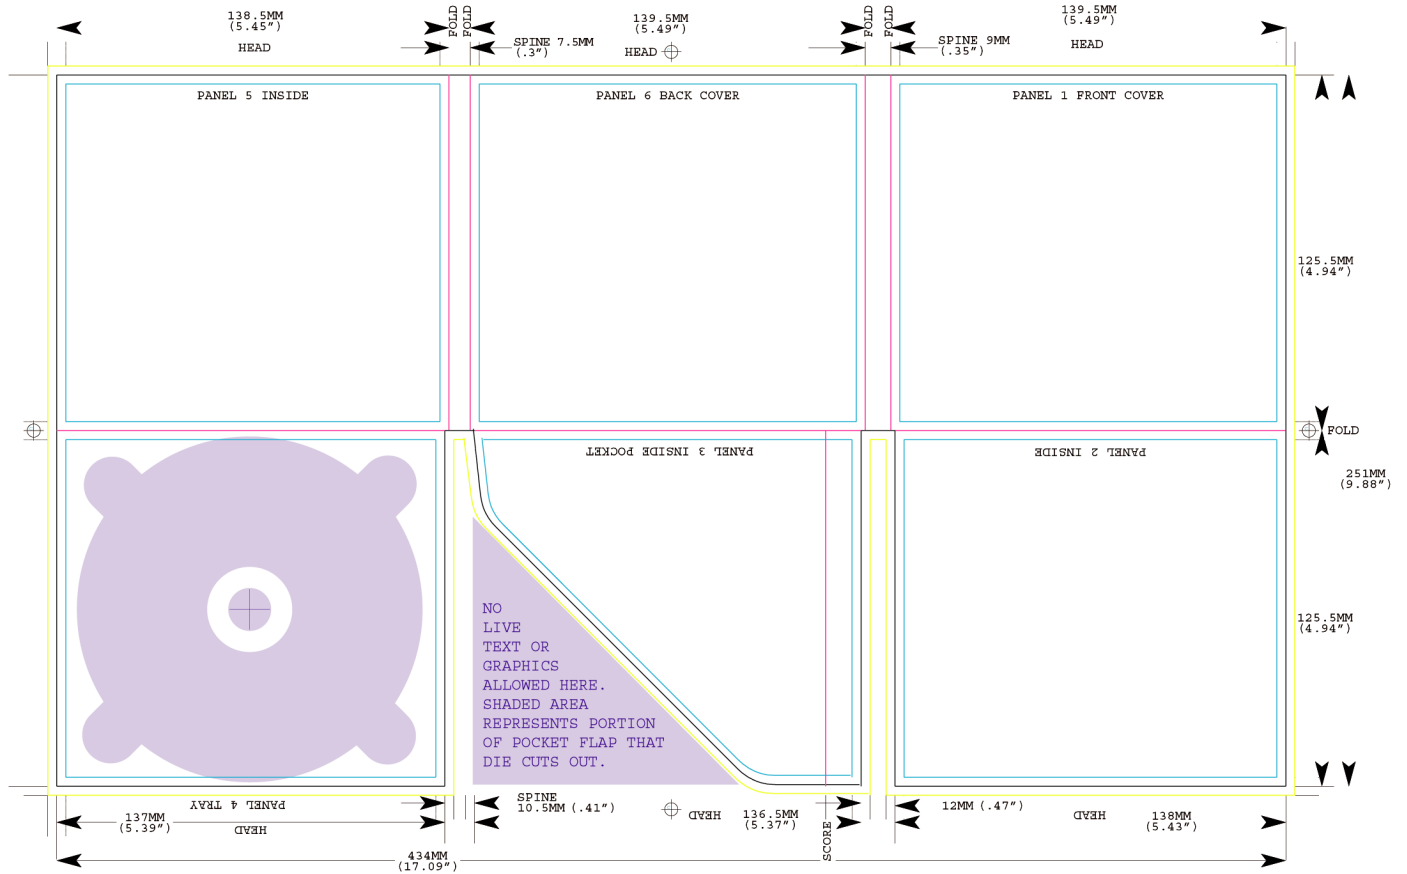 138.5MM
(5.45″)
HEAD
FOLD
FOLD
SPINE 7.5MM
(.3″)
139.5MM
(5.49″)
HEAD
FOLD
FOLD
SPINE 9MM
(.35″)
139.5MM
(5.49″)
HEAD
PANEL 5 INSIDE
PANEL 6 BACK COVER
PANEL 1 FRONT COVER
125.5MM
(4.94″)
FOLD
PANEL 3 INSIDE POCKET
PANEL 2 INSIDE
251MM
(9.88″)
NO
LIVE
TEXT OR
GRAPHICS
ALLOWED HERE.
SHADED AREA
REPRESENTS PORTION
OF POCKET FLAP THAT
DIE CUTS OUT.
125.5MM
(4.94″)
PANEL 4 TRAY
137MM
(5.39″)
HEAD
SPINE
10.5MM (.41″)
HEAD
136.5MM
(5.37″)
SCORE
12MM (.47″)
HEAD
138MM
(5.43″)
434MM
(17.09″)